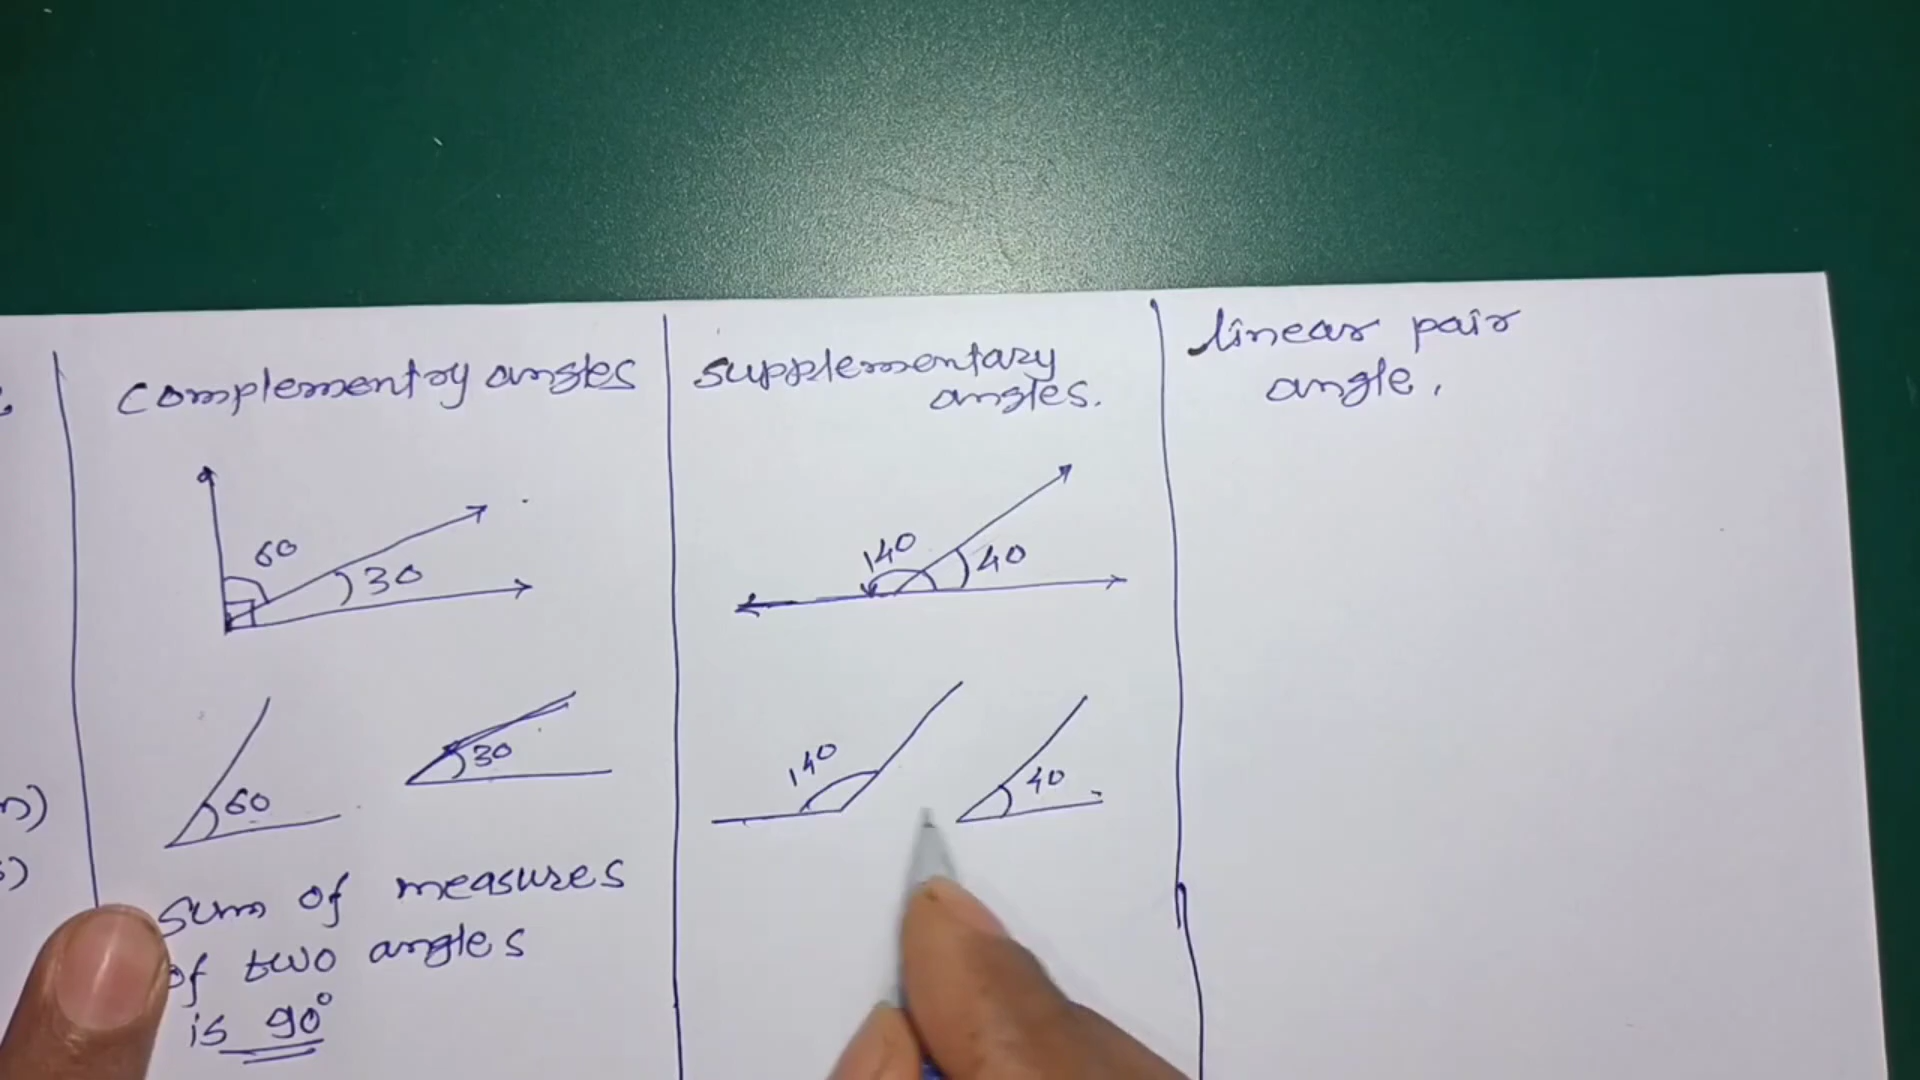 complementry angles
60
30
60
30
sum of measures
of two angles
is 90°
supplementary
angles.
140
40
140
40
linear pair
angle,